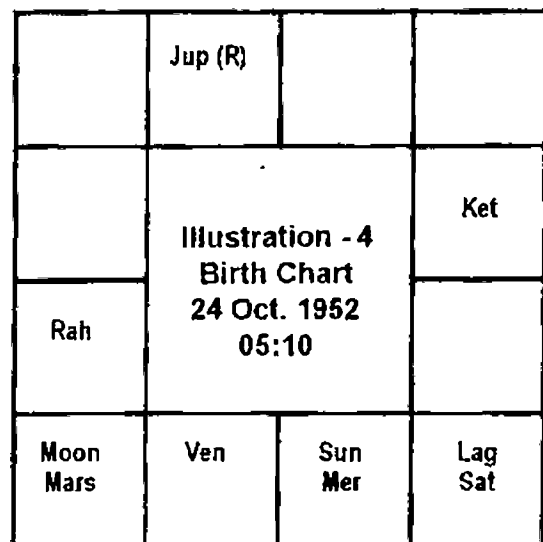 Jup (R)
Ket
Illustration - 4
Birth Chart
24 Oct. 1952
05:10
Rah
Moon
Mars
Ven
Sun
Mer
Lag
Sat